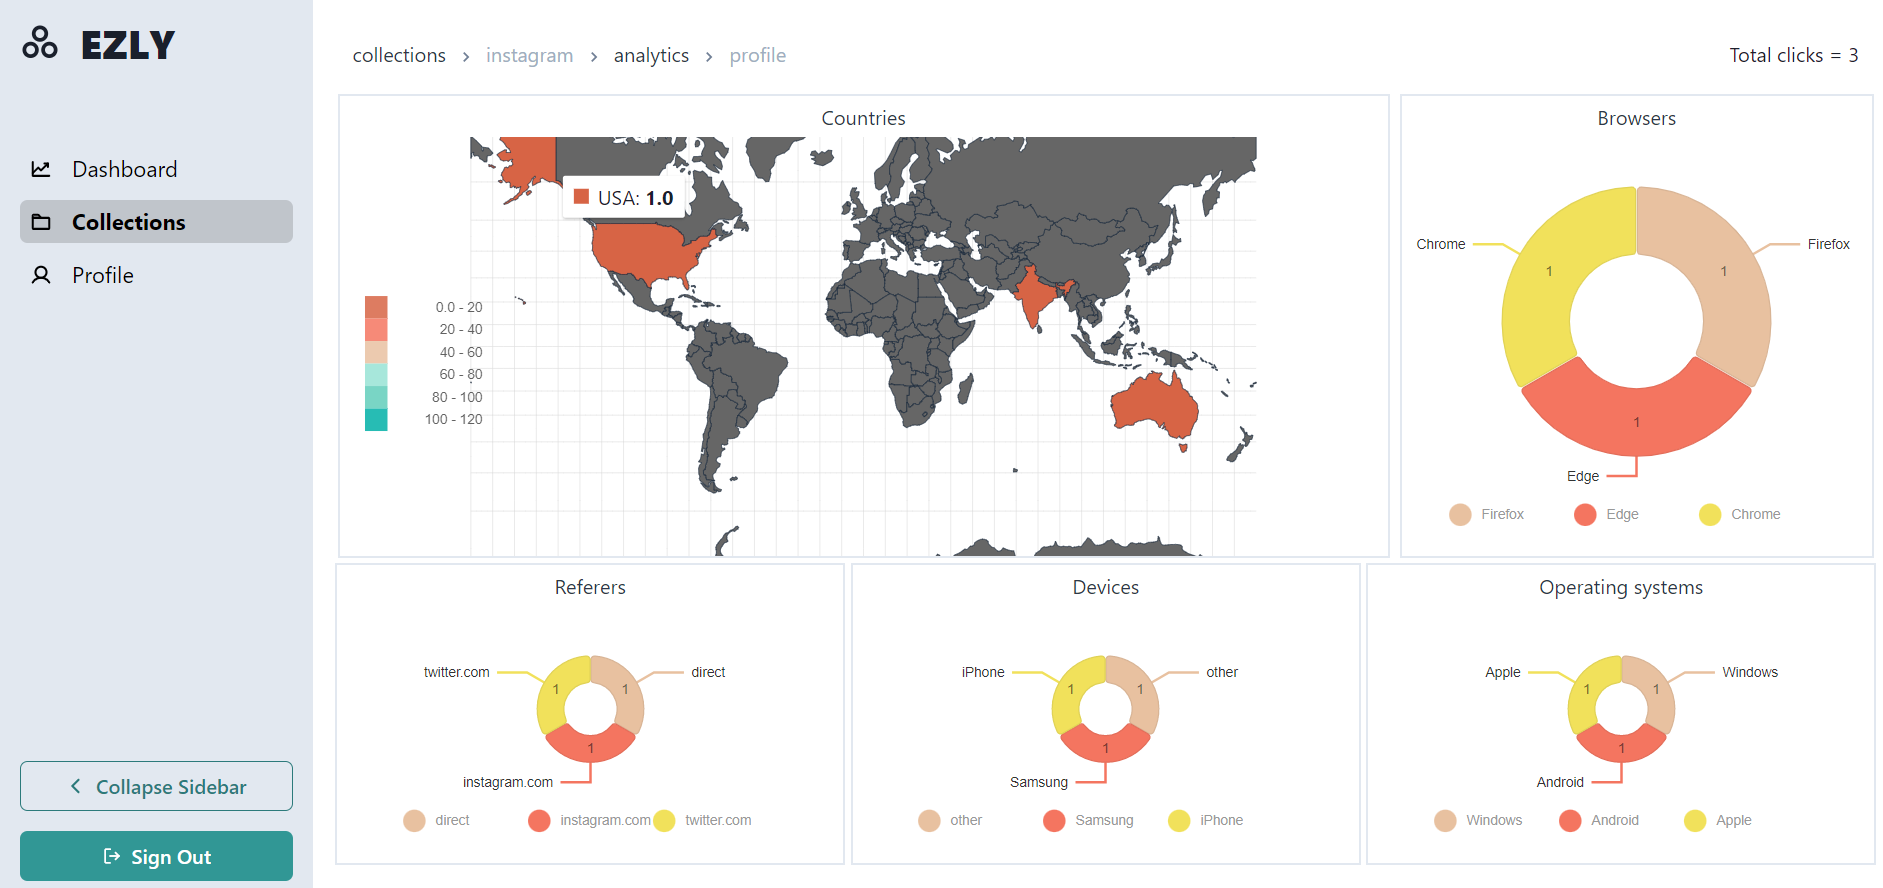 EZLY
Dashboard
Collections
Profile
Collapse Sidebar
Sign Out
collections > instagram > analytics > profile
Total clicks = 3
Countries
USA: 1.0
0.0 - 20
20 - 40
40 - 60
60 - 80
80 - 100
100 - 120
Browsers
Chrome
Firefox
1
1
1
Edge
Firefox
Edge
Chrome
Referers
twitter.com
direct
1
1
1
instagram.com
direct
instagram.com
twitter.com
Devices
iPhone
other
1
1
1
Samsung
other
Samsung
iPhone
Operating systems
Apple
Windows
1
1
1
Android
Windows
Android
Apple